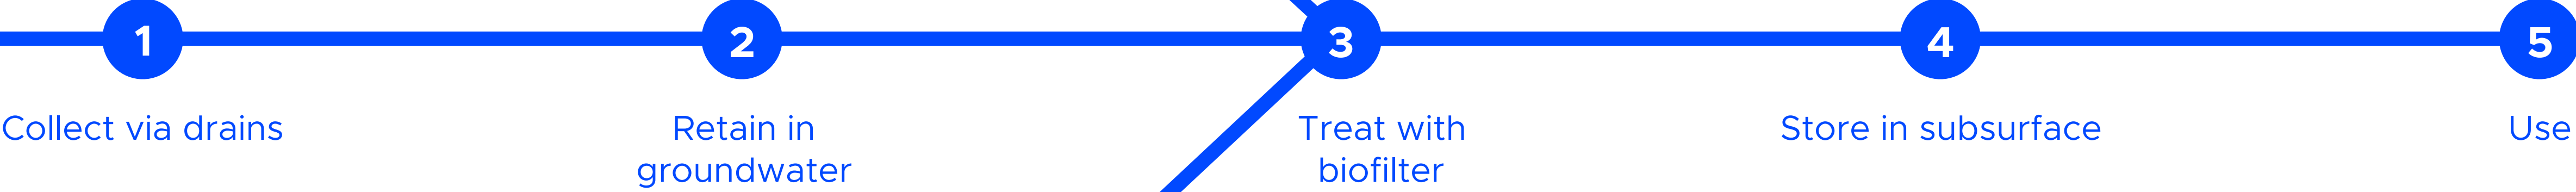 1
2
3
4
5
Collect via drains
Retain in
groundwater
Treat with
biofilter
Store in subsurface
Use